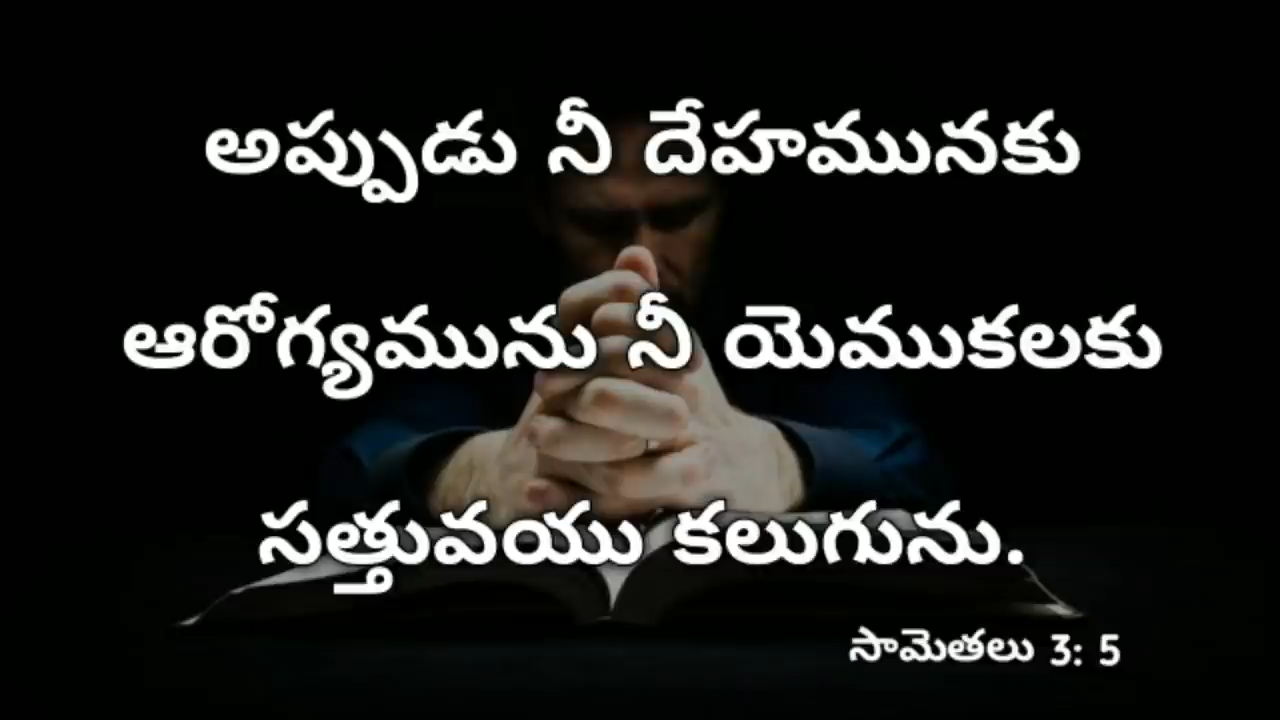 అప్పుడు నీ దేహమునకు
ఆరోగ్యమును నీ యెముకలకు
సత్తువయు కలుగును.
సామెతలు 3: 5